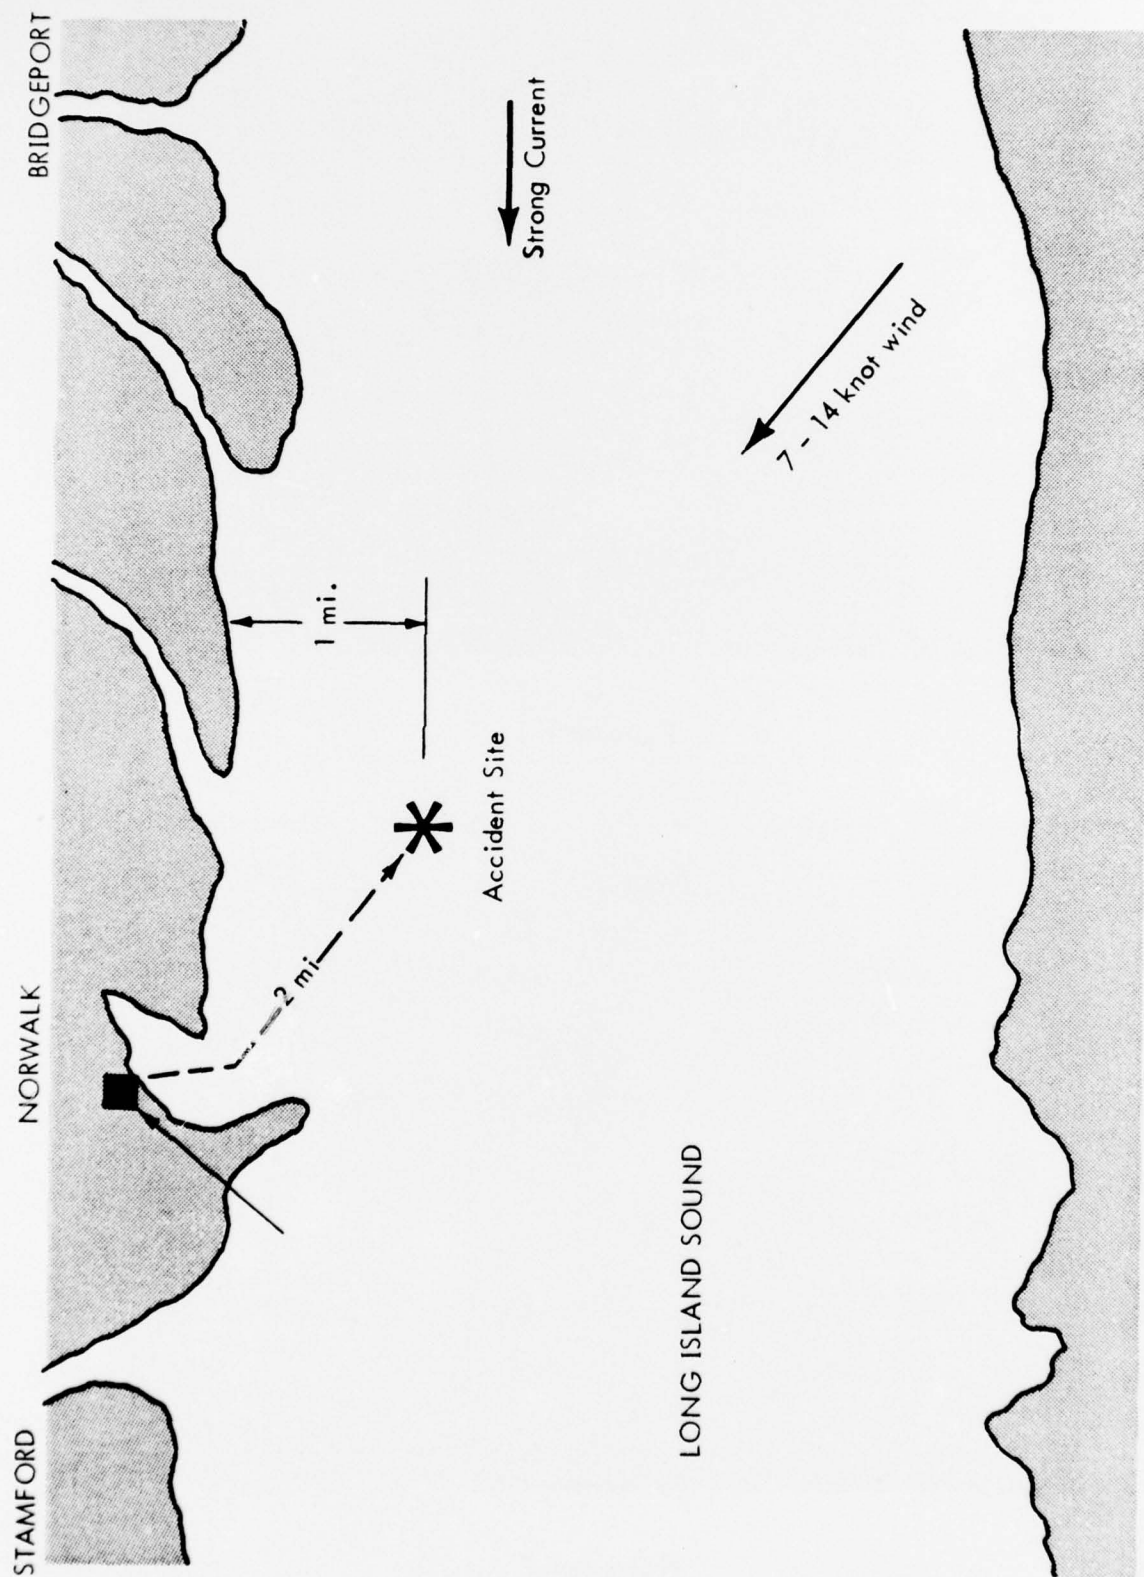 STAMFORD
NORWALK
BRIDGEPORT
2 mi
1 mi.
Accident Site
Strong Current
LONG ISLAND SOUND
7 - 14 knot wind